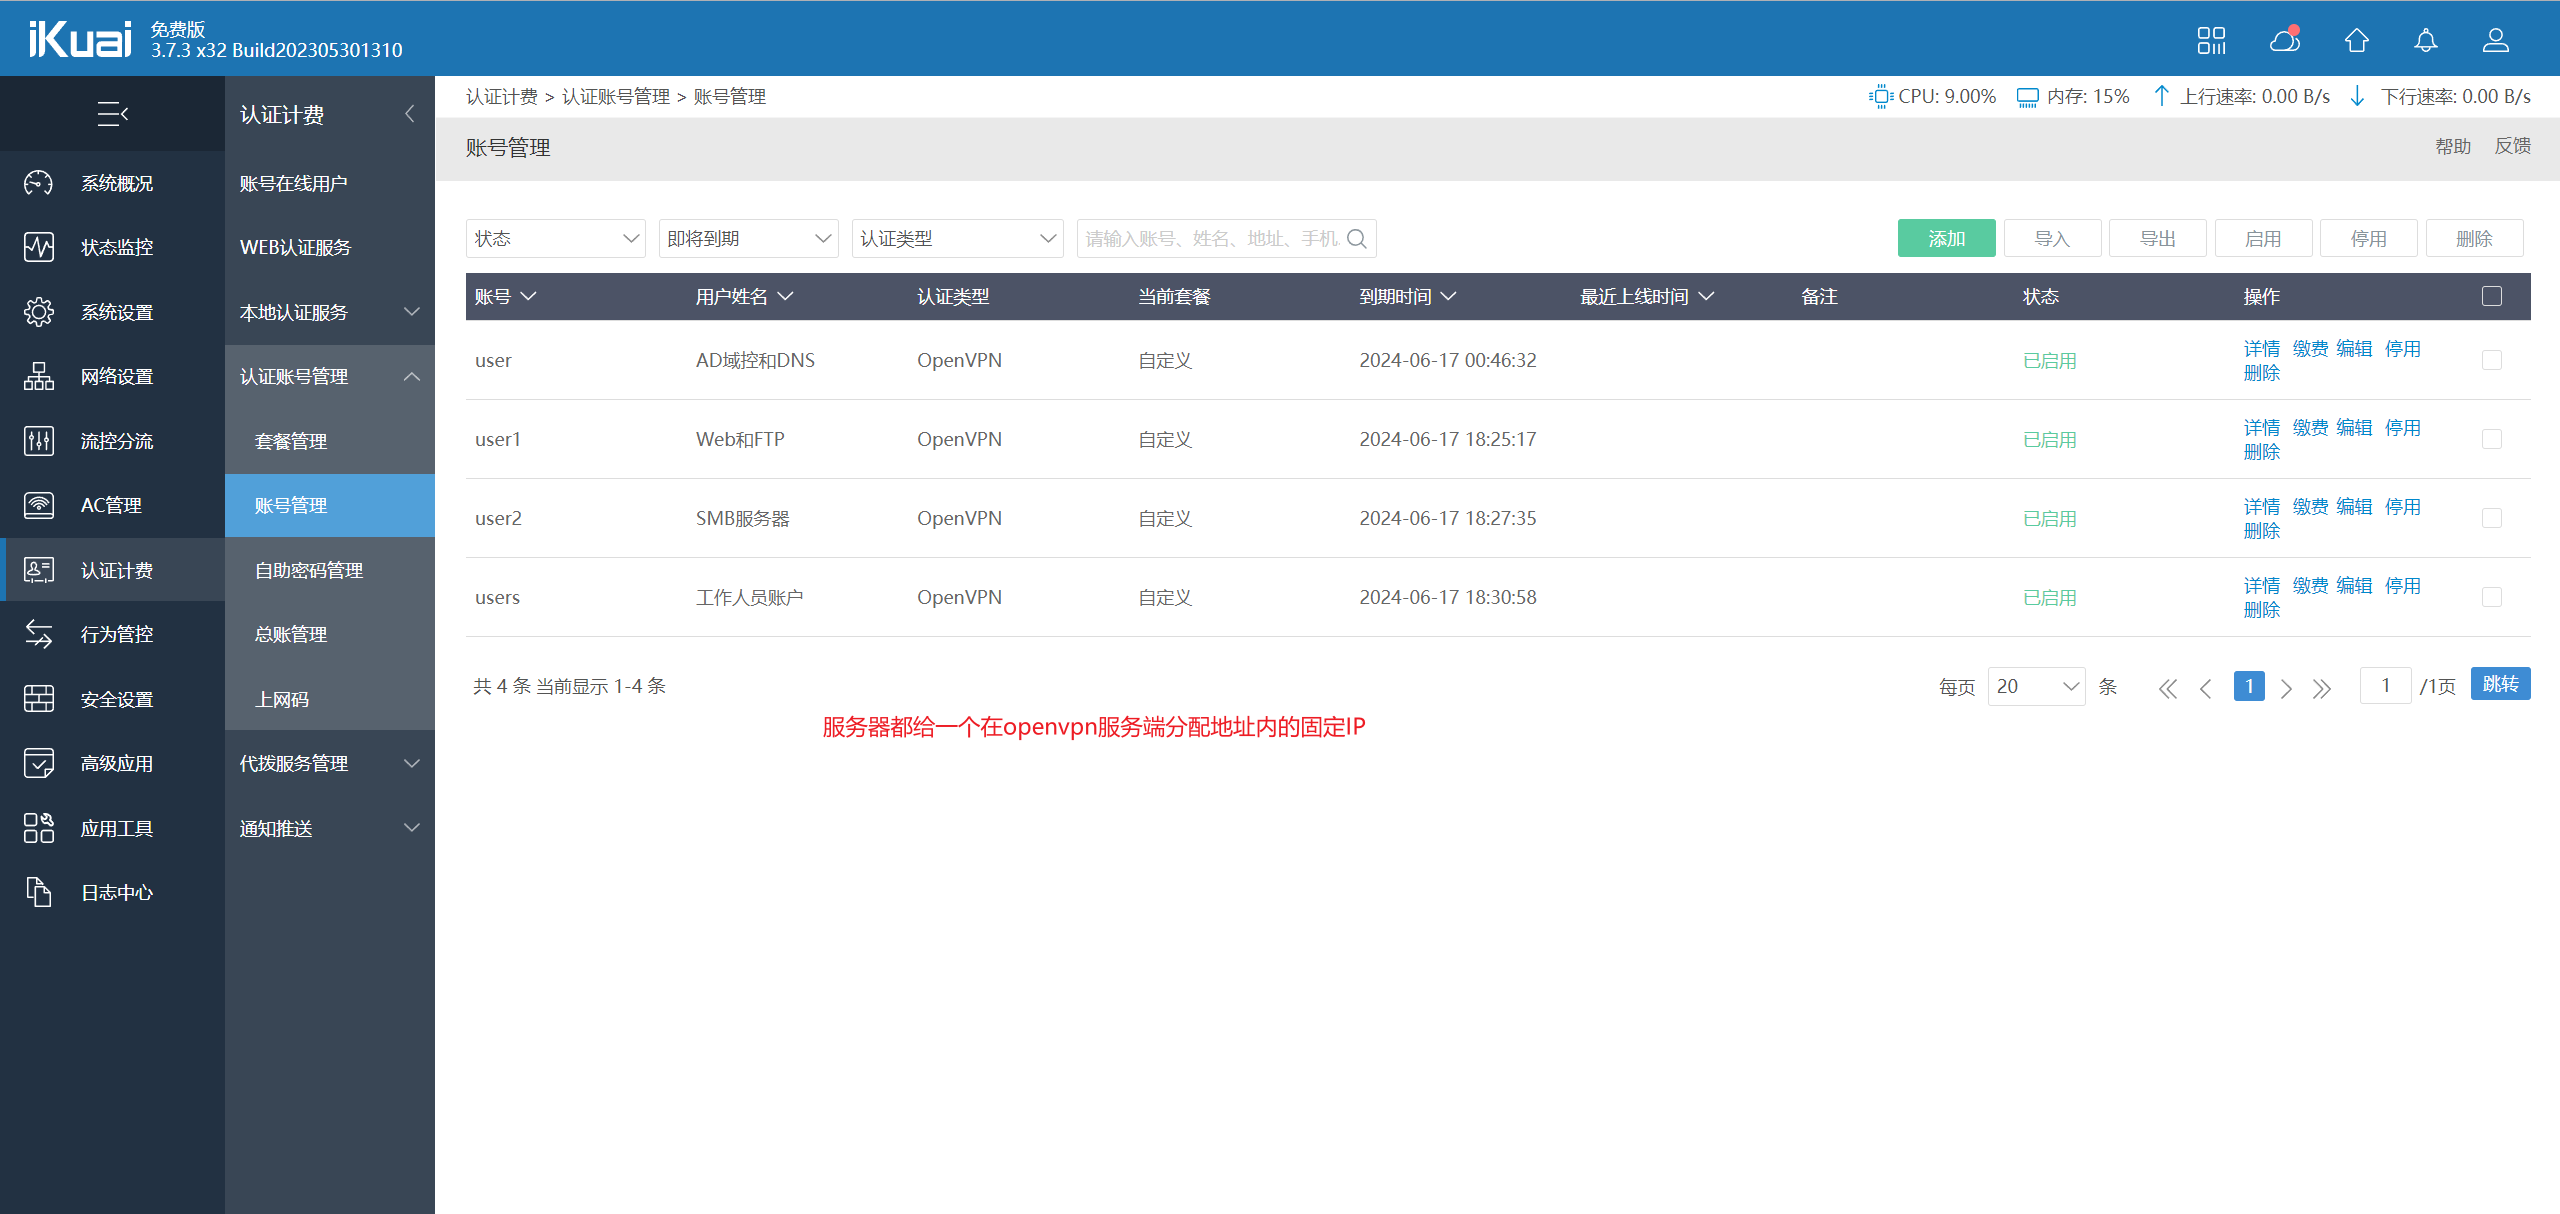 iKuai
免费版
3.7.3 x32 Build202305301310
认证计费
认证计费 > 认证账号管理 > 账号管理
CPU: 9.00% 内存: 15% 上行速率: 0.00 B/s 下行速率: 0.00 B/s
账号管理
帮助 反馈
系统概况
状态监控
系统设置
网络设置
流控分流
AC管理
认证计费
行为管控
安全设置
高级应用
应用工具
日志中心
账号在线用户
WEB认证服务
本地认证服务
认证账号管理
套餐管理
账号管理
自助密码管理
总账管理
上网码
代拨服务管理
通知推送
状态 即将到期 认证类型 请输入账号、姓名、地址、手机
添加 导入 导出 启用 停用 删除
账号 用户姓名 认证类型 当前套餐 到期时间 最近上线时间 备注 状态 操作
user AD域控和DNS OpenVPN 自定义 2024-06-17 00:46:32 已启用 详情 缴费 编辑 停用
删除
user1 Web和FTP OpenVPN 自定义 2024-06-17 18:25:17 已启用 详情 缴费 编辑 停用
删除
user2 SMB服务器 OpenVPN 自定义 2024-06-17 18:27:35 已启用 详情 缴费 编辑 停用
删除
users 工作人员账户 OpenVPN 自定义 2024-06-17 18:30:58 已启用 详情 缴费 编辑 停用
删除
共 4 条 当前显示 1-4 条
每页 20 条 1 1 /1页 跳转
服务器都给一个在openvpn服务端分配地址内的固定IP